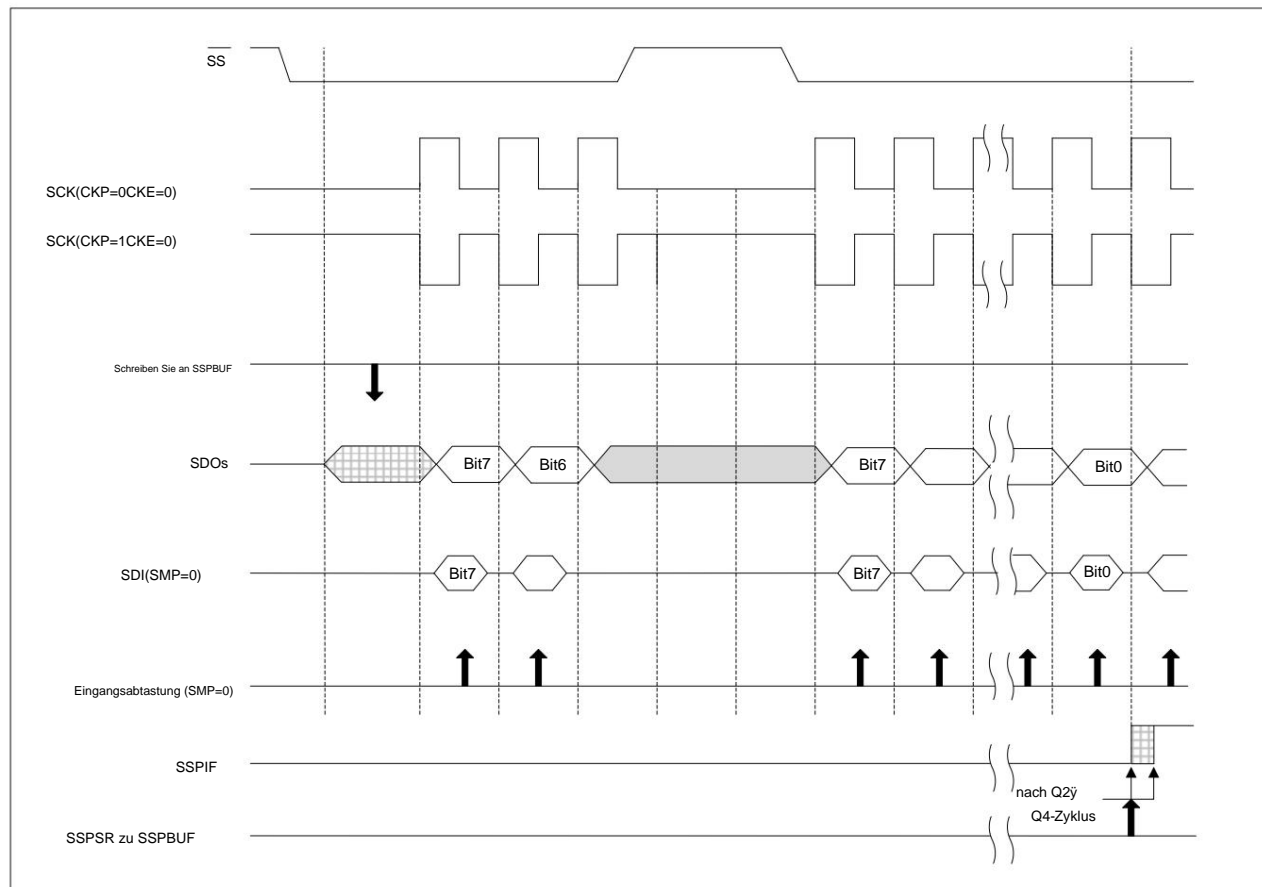 SS
SCK(CKP=0CKE=0)
SCK(CKP=1CKE=0)
Schreiben Sie an SSPBUF
SDOs
Bit7
Bit6
Bit7
Bit0
SDI(SMP=0)
Bit7
Bit7
Bit0
Eingangsabtastung (SMP=0)
SSPIF
nach Q2ÿ
Q4-Zyklus
SSPSR zu SSPBUF